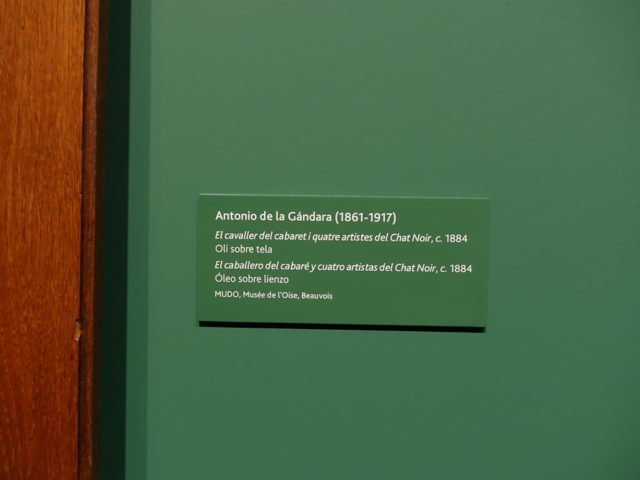 Antonio de la Gándara (1861-1917)
El cavaller del cabaret i quatre artistes del Chat Noir, c. 1884
Oli sobre tela
El caballero del cabaré y cuatro artistas del Chat Noir, c. 1884
Óleo sobre lienzo
MUDO, Musée de l'Oise, Beauvois